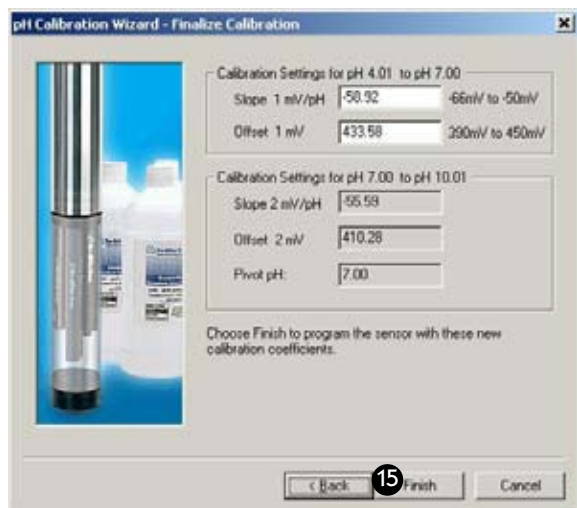 pH Calibration Wizard - Finalize Calibration
Calibration Settings for pH 4.01 to pH 7.00
Slope 1 mV/pH -58.92 -66mV to -50mV
Offset 1 mV 433.58 390mV to 450mV
Calibration Settings for pH 7.00 to pH 10.01
Slope 2 mV/pH -55.59
Offset 2 mV 410.28
Pivot pH: 7.00
Choose Finish to program the sensor with these new
calibration coefficients.
< Back 15 Finish Cancel